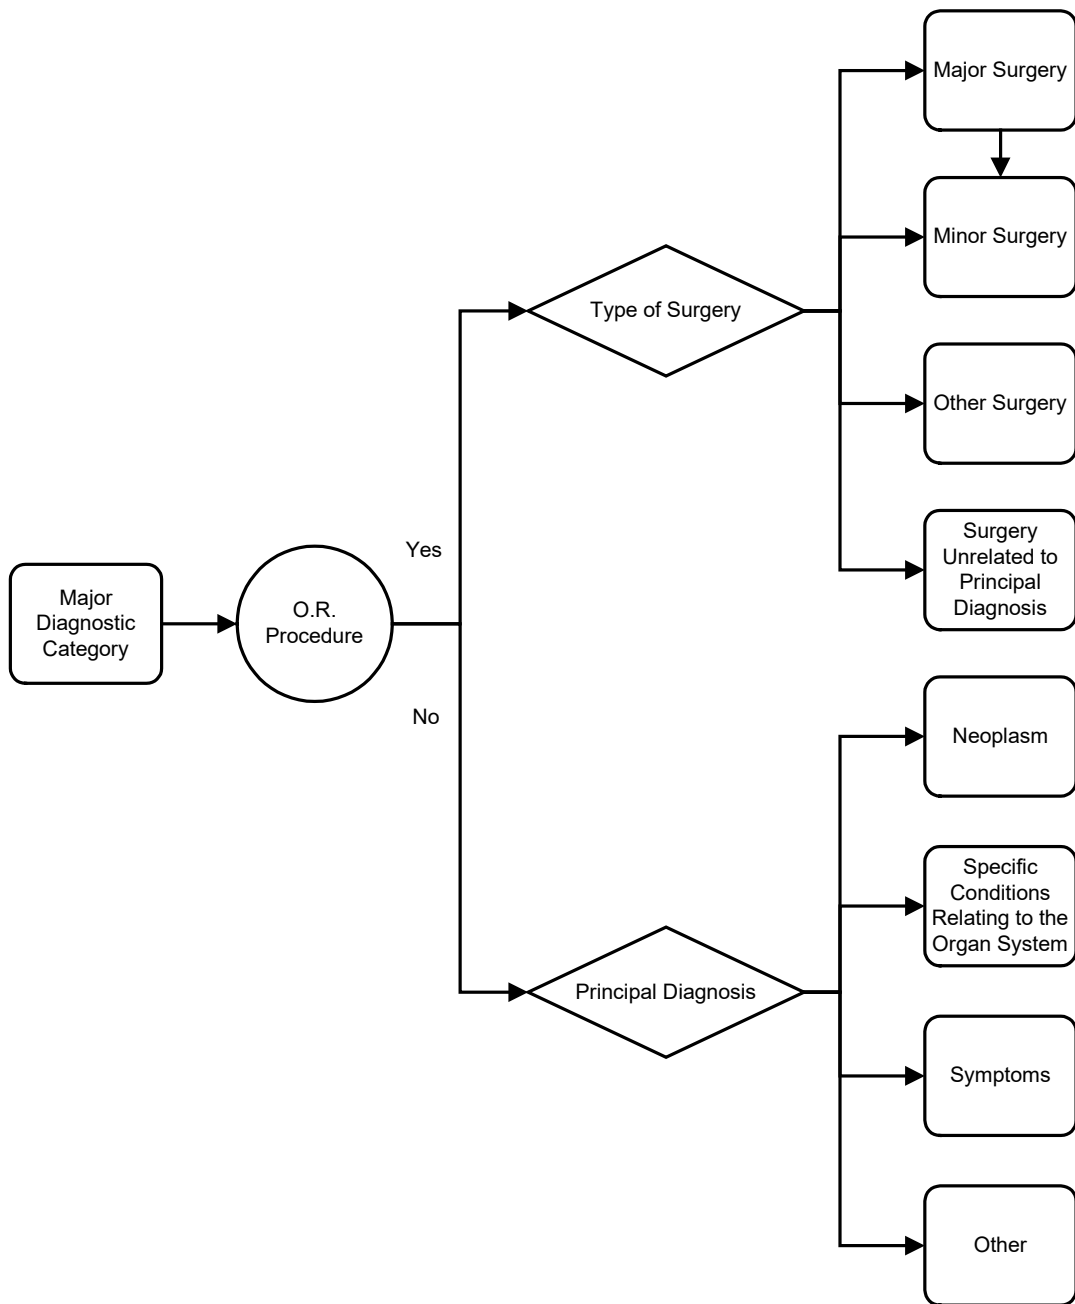 Major Surgery
Minor Surgery
Type of Surgery
Other Surgery
Surgery
Unrelated to
Principal
Diagnosis
Yes
Major
Diagnostic
Category
O.R.
Procedure
No
Neoplasm
Specific
Conditions
Relating to the
Organ System
Principal Diagnosis
Symptoms
Other